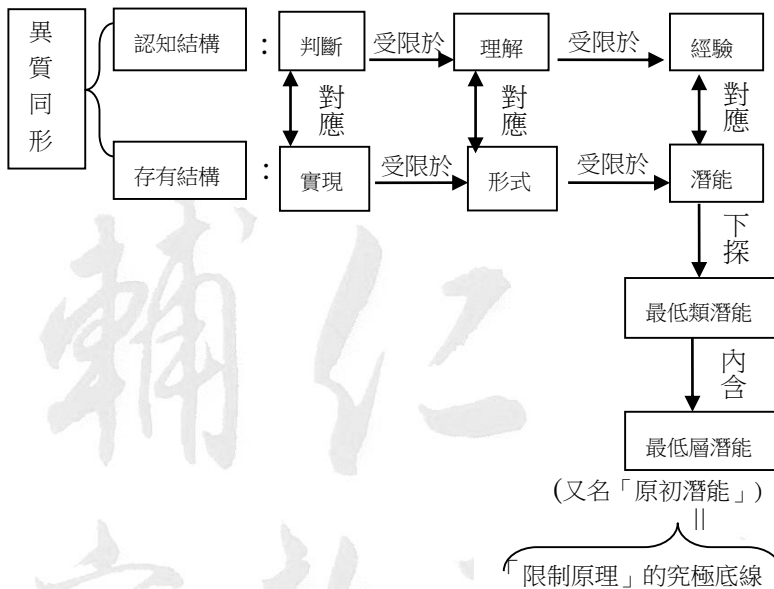 異質同形
認知結構 : 判斷 受限於 理解 受限於 經驗
對應 對應 對應
存有結構 : 實現 受限於 形式 受限於 潛能
下探
最低類潛能
內含
最低層潛能
(又名「原初潛能」)
||
「限制原理」的究極底線
輔仁